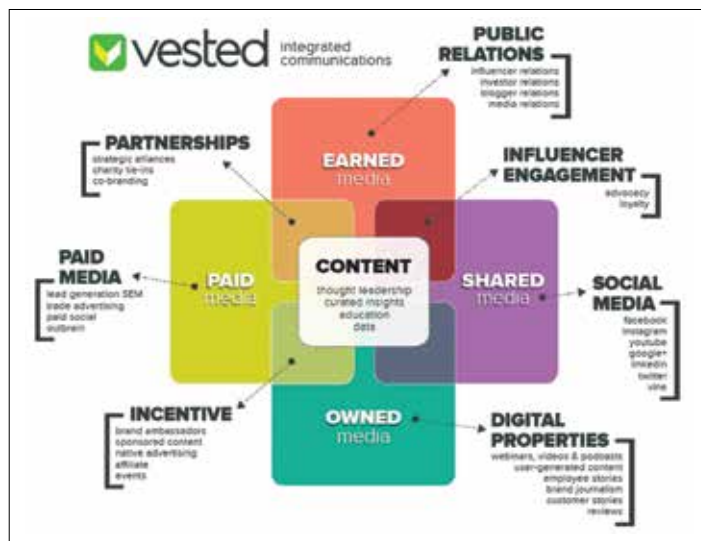 vested integrated
communications
PUBLIC
RELATIONS
influencer relations
investor relations
blogger relations
media relations
PARTNERSHIPS
strategic alliances
charity tie-ins
co-branding
EARNED
media
INFLUENCER
ENGAGEMENT
advocacy
loyalty
PAID
MEDIA
lead generation SEM
trade advertising
paid social
outbrain
PAID
media
CONTENT
thought leadership
curated insights
education
data
SHARED
media
SOCIAL
MEDIA
facebook
instagram
youtube
google+
linkedin
twitter
vine
INCENTIVE
brand ambassadors
sponsored content
native advertising
affiliate
events
OWNED
media
DIGITAL
PROPERTIES
webinars, videos & podcasts
user-generated content
employee stories
brand journalism
customer stories
reviews